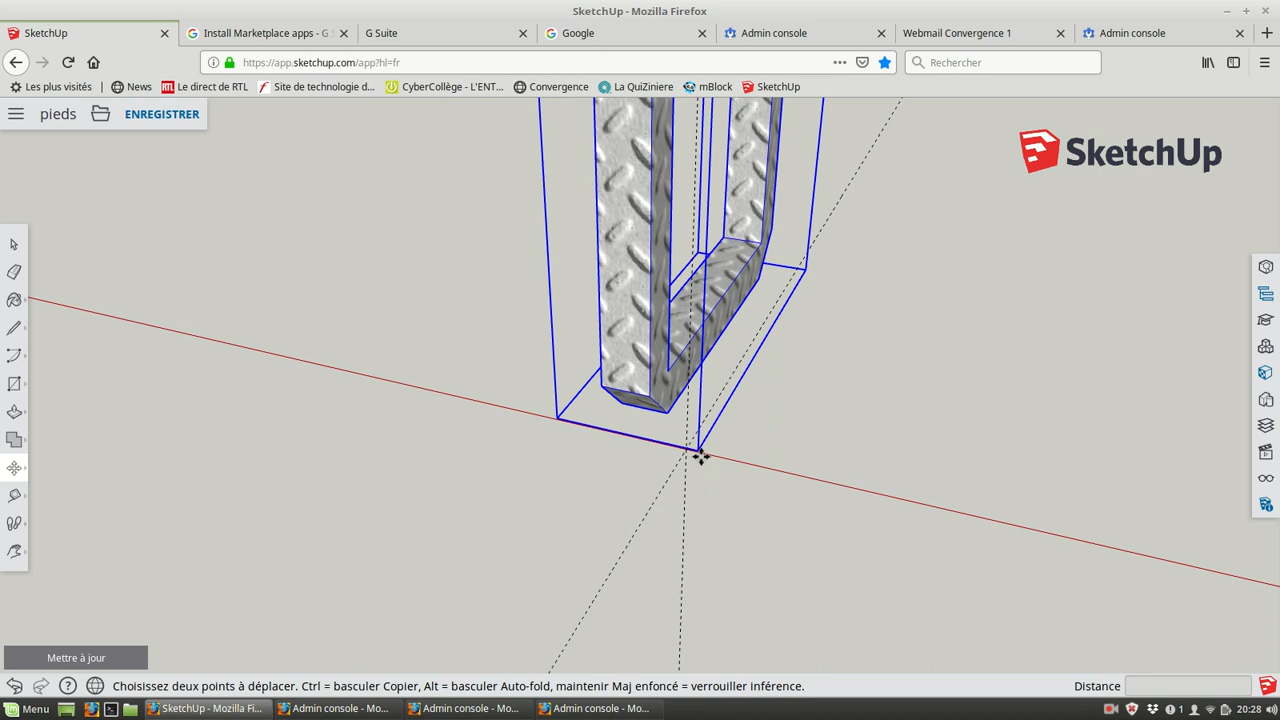 SketchUp - Mozilla Firefox
SketchUp
Install Marketplace apps - G S
G Suite
Google
Admin console
Webmail Convergence 1
Admin console
https://app.sketchup.com/app?hl=fr
Rechercher
Les plus visités
News
RTL
Le direct de RTL
Site de technologie d...
CyberCollège - L'ENT...
Convergence
La QuiZiniere
mBlock
SketchUp
pieds
ENREGISTRER
SketchUp
Mettre à jour
Choisissez deux points à déplacer. Ctrl = basculer Copier, Alt = basculer Auto-fold, maintenir Maj enfoncé = verrouiller inférence.
Distance
Menu
SketchUp - Mozilla Fir...
Admin console - Mo...
Admin console - Mo...
Admin console - Mo...
1
20:28